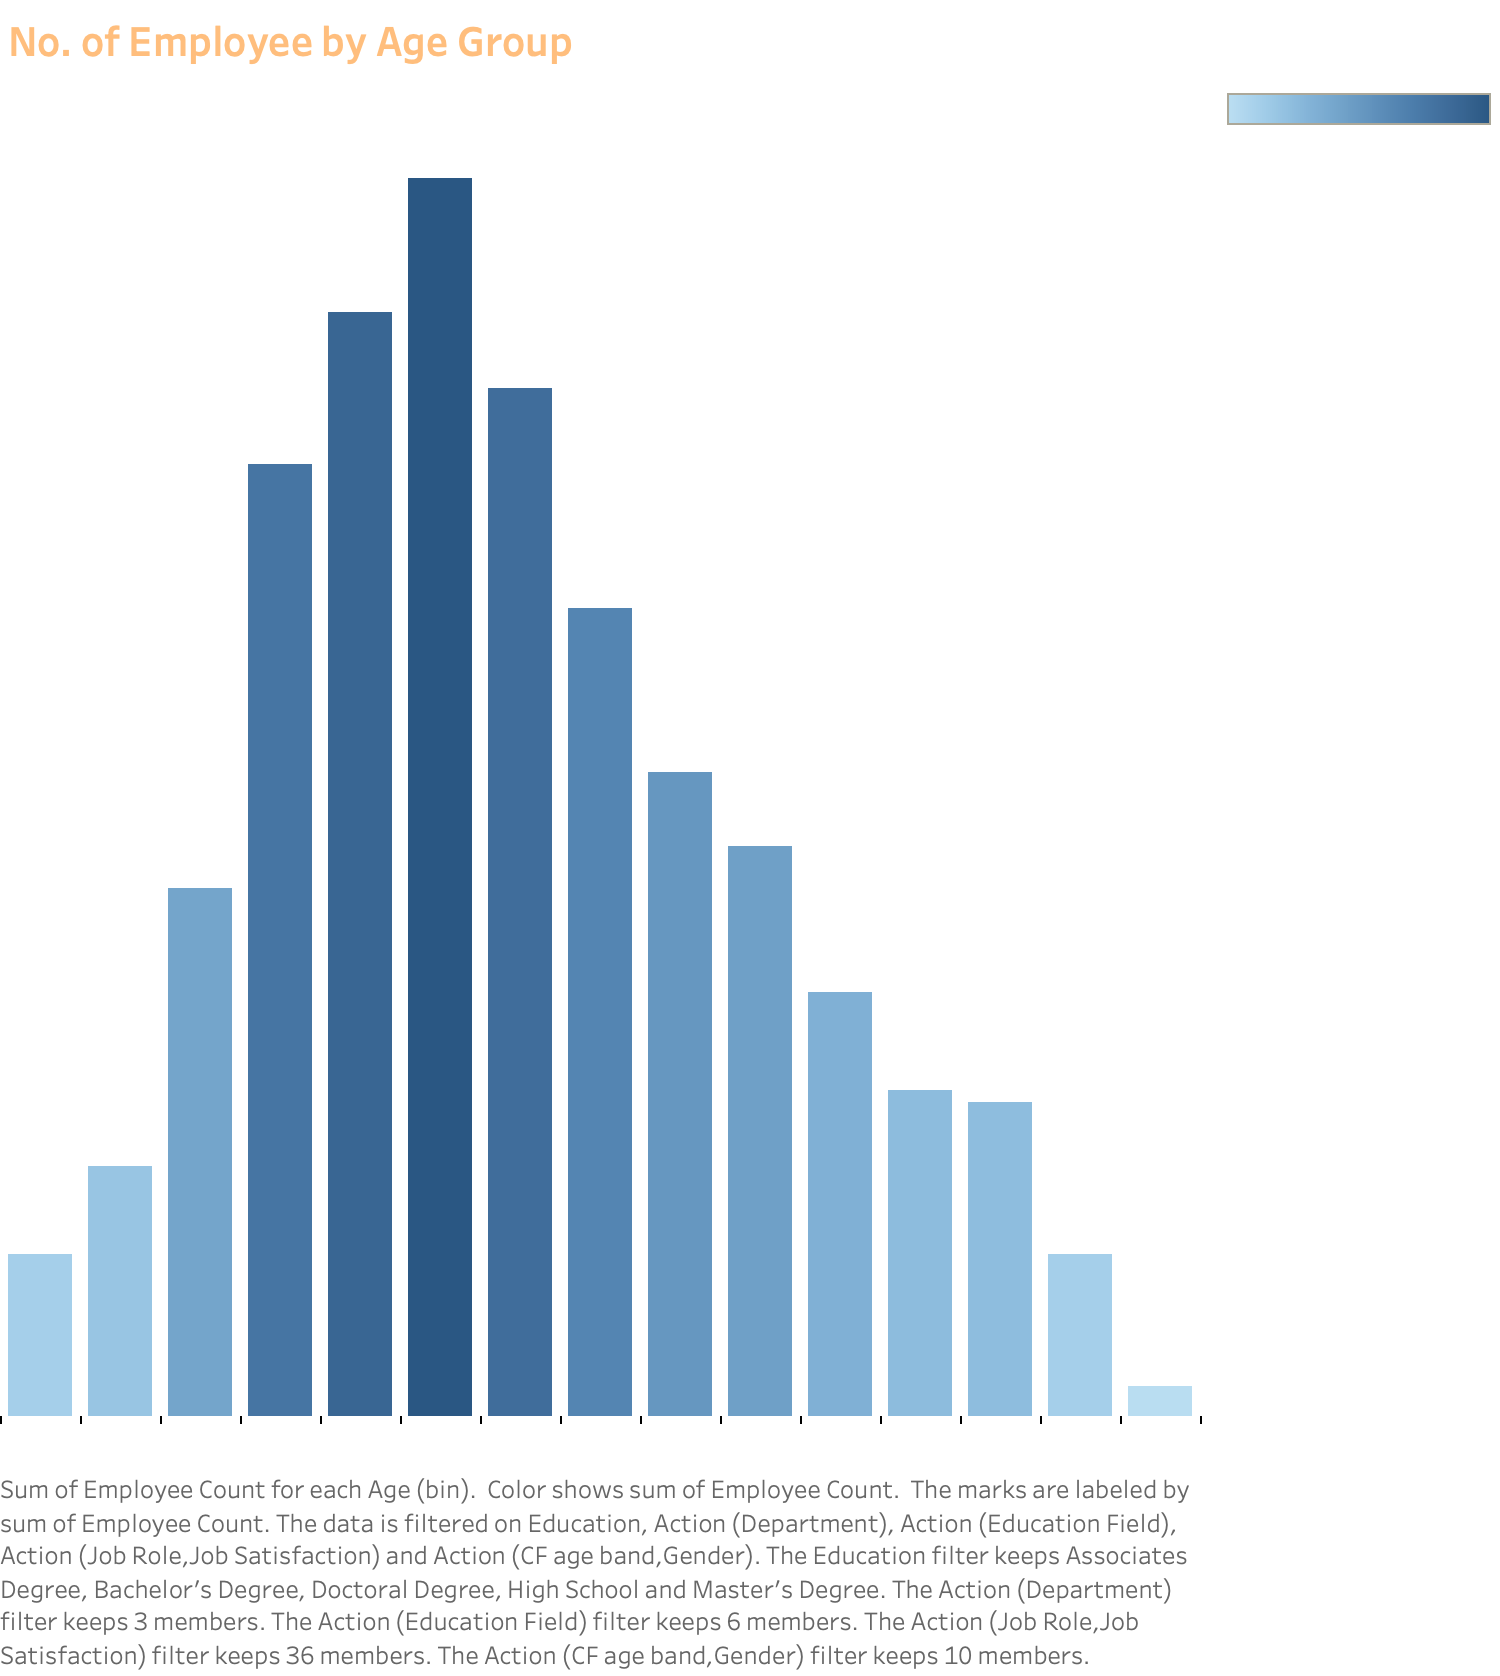 No. of Employee by Age Group
Sum of Employee Count for each Age (bin).  Color shows sum of Employee Count.  The marks are labeled by
sum of Employee Count. The data is filtered on Education, Action (Department), Action (Education Field),
Action (Job Role,Job Satisfaction) and Action (CF age band,Gender). The Education filter keeps Associates
Degree, Bachelor’s Degree, Doctoral Degree, High School and Master’s Degree. The Action (Department)
filter keeps 3 members. The Action (Education Field) filter keeps 6 members. The Action (Job Role,Job
Satisfaction) filter keeps 36 members. The Action (CF age band,Gender) filter keeps 10 members.